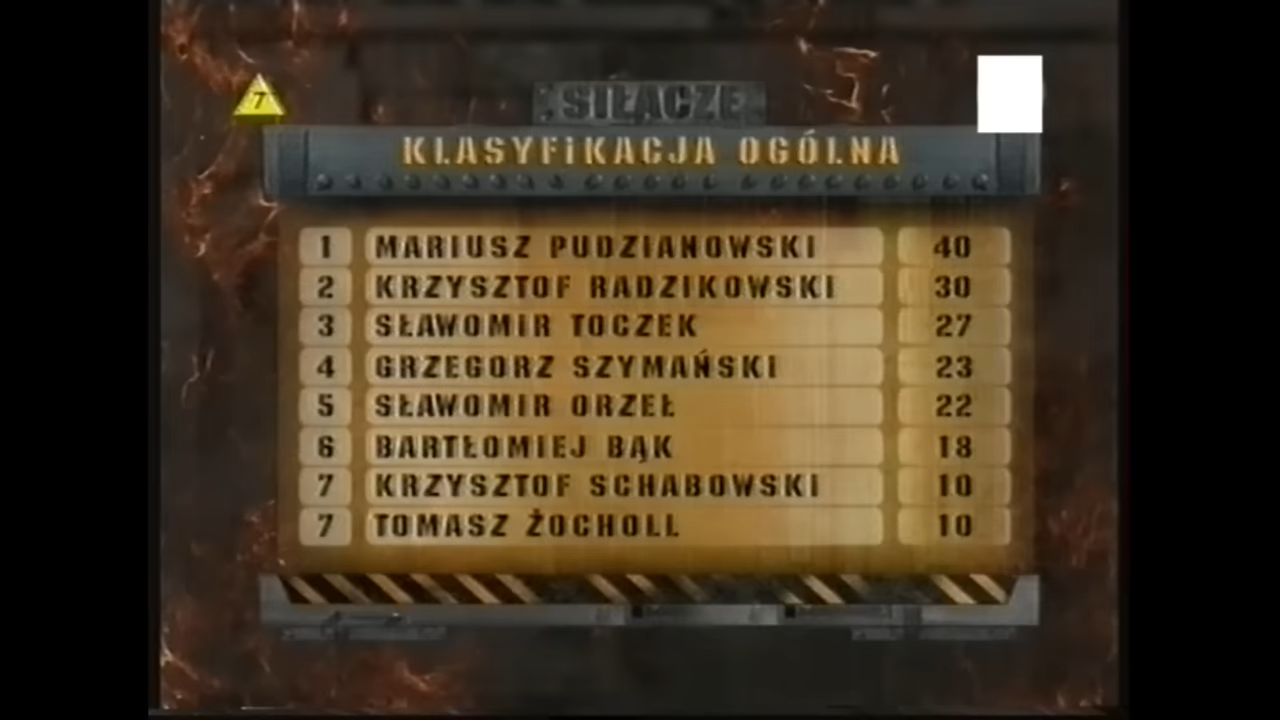 7
SIŁACZE
KLASYFIKACJA OGÓLNA
1 MARIUSZ PUDZIANOWSKI 40
2 KRZYSZTOF RADZIKOWSKI 30
3 SŁAWOMIR TOCZEK 27
4 GRZEGORZ SZYMAŃSKI 23
5 SŁAWOMIR ORZEŁ 22
6 BARTŁOMIEJ BĄK 18
7 KRZYSZTOF SCHABOWSKI 10
7 TOMASZ ŻOCHOLL 10